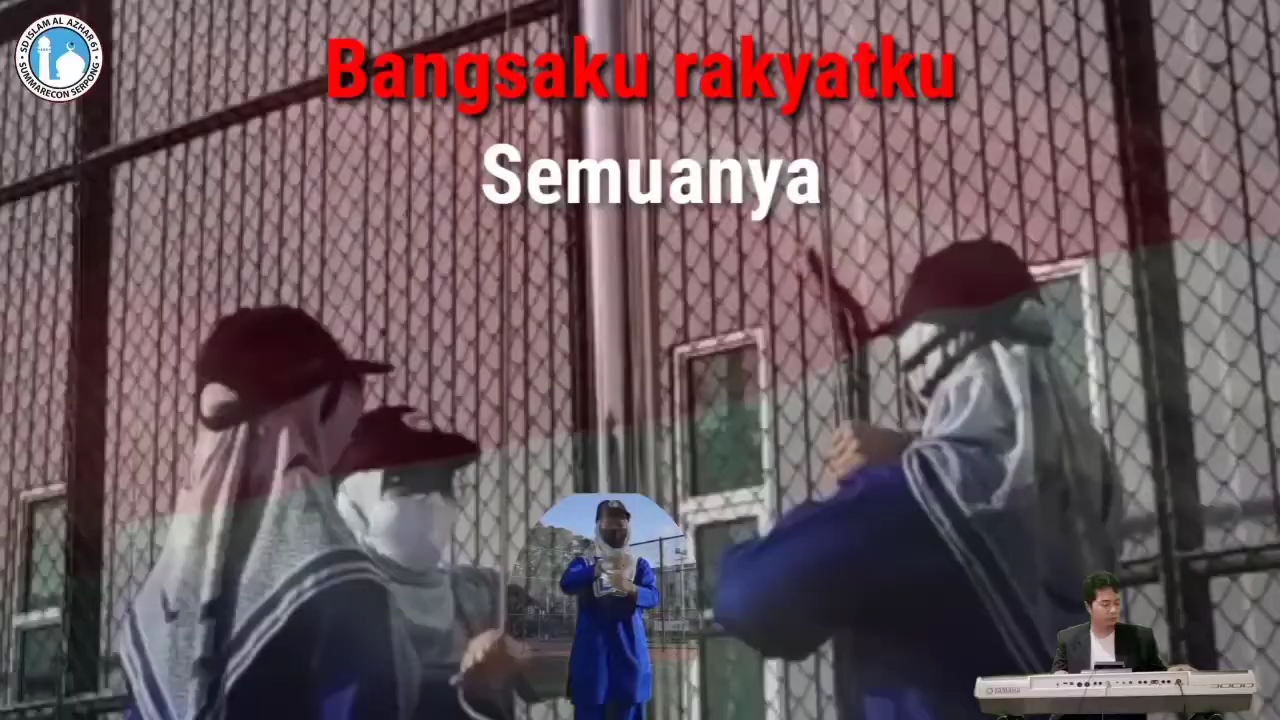 SD ISLAM AL AZHAR 61
SUMMARECON SERPONG
Bangsaku rakyatku
Semuanya
YAMAHA